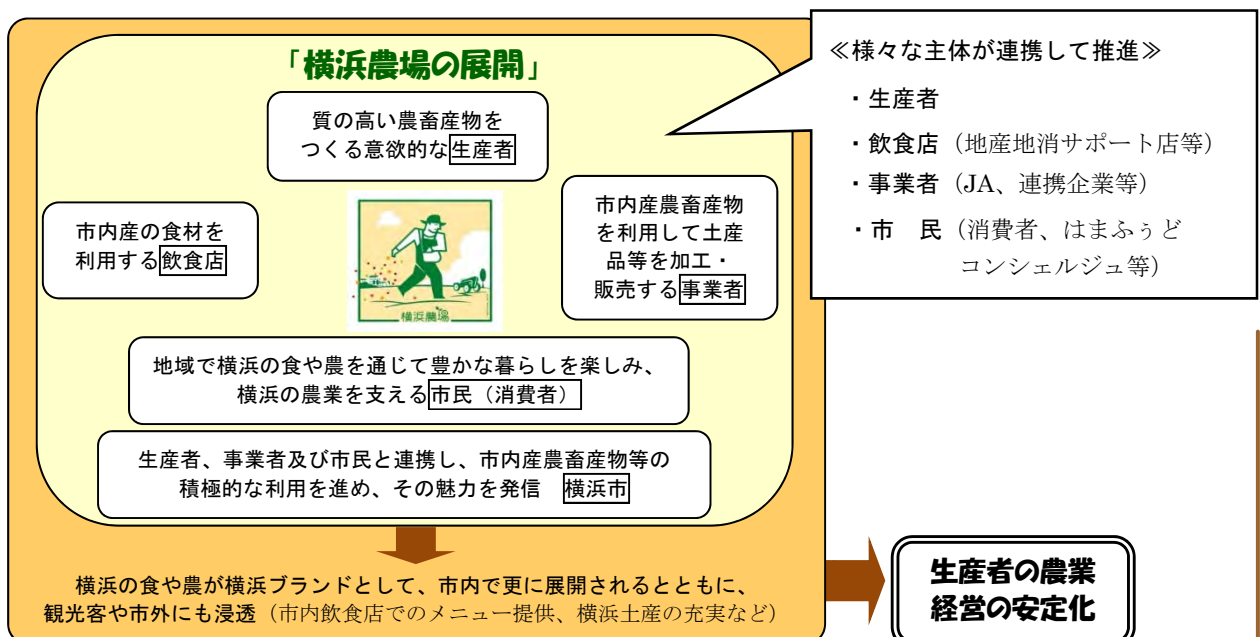 「横浜農場の展開」
質の高い農畜産物を
つくる意欲的な生産者
市内産の食材を
利用する飲食店
横浜農場
市内産農畜産物
を利用して土産
品等を加工・
販売する事業者
地域で横浜の食や農を通じて豊かな暮らしを楽しみ、
横浜の農業を支える市民（消費者）
生産者、事業者及び市民と連携し、市内産農畜産物等の
積極的な利用を進め、その魅力を発信　横浜市
横浜の食や農が横浜ブランドとして、市内で更に展開されるとともに、
観光客や市外にも浸透（市内飲食店でのメニュー提供、横浜土産の充実など）
≪様々な主体が連携して推進≫
・生産者
・飲食店（地産地消サポート店等）
・事業者（JA、連携企業等）
・市　民（消費者、はまふぅど
コンシェルジュ等）
生産者の農業
経営の安定化